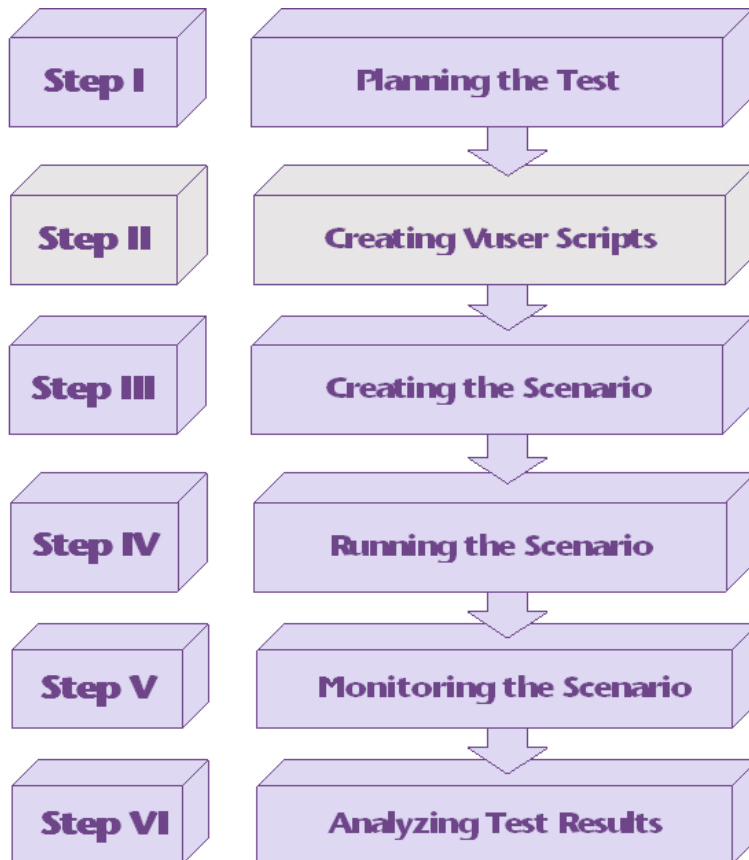 Step I
Planning the Test
Step II
Creating Vuser Scripts
Step III
Creating the Scenario
Step IV
Running the Scenario
Step V
Monitoring the Scenario
Step VI
Analyzing Test Results